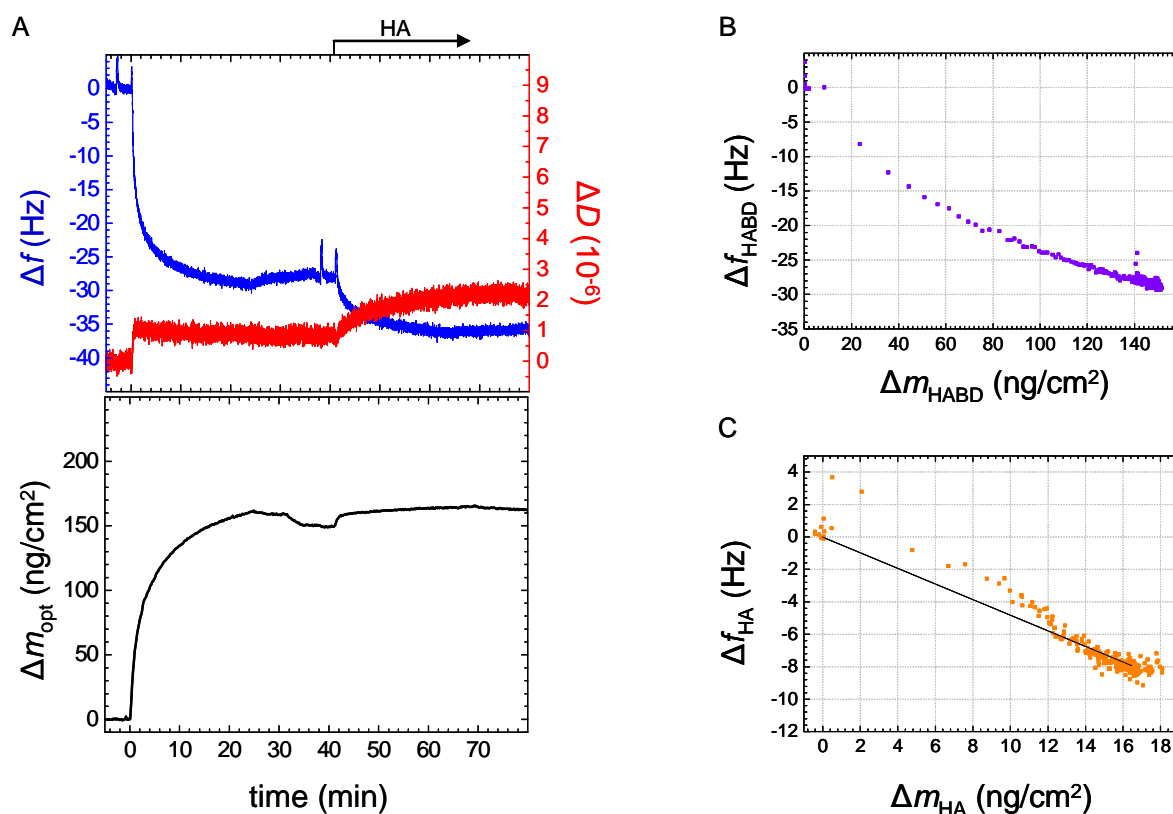 A
HA
0
-5
-10
-15
-20
-25
-30
-35
-40
Δf (Hz)
9
8
7
6
5
4
3
2
1
0
ΔD (10-6)
200
150
100
50
0
Δmopt (ng/cm2)
0 10 20 30 40 50 60 70
time (min)
B
5
0
-5
-10
-15
-20
-25
-30
-35
ΔfHABD (Hz)
0 20 40 60 80 100 120 140
ΔmHABD (ng/cm2)
C
4
2
0
-2
-4
-6
-8
-10
-12
ΔfHA (Hz)
0 2 4 6 8 10 12 14 16 18
ΔmHA (ng/cm2)